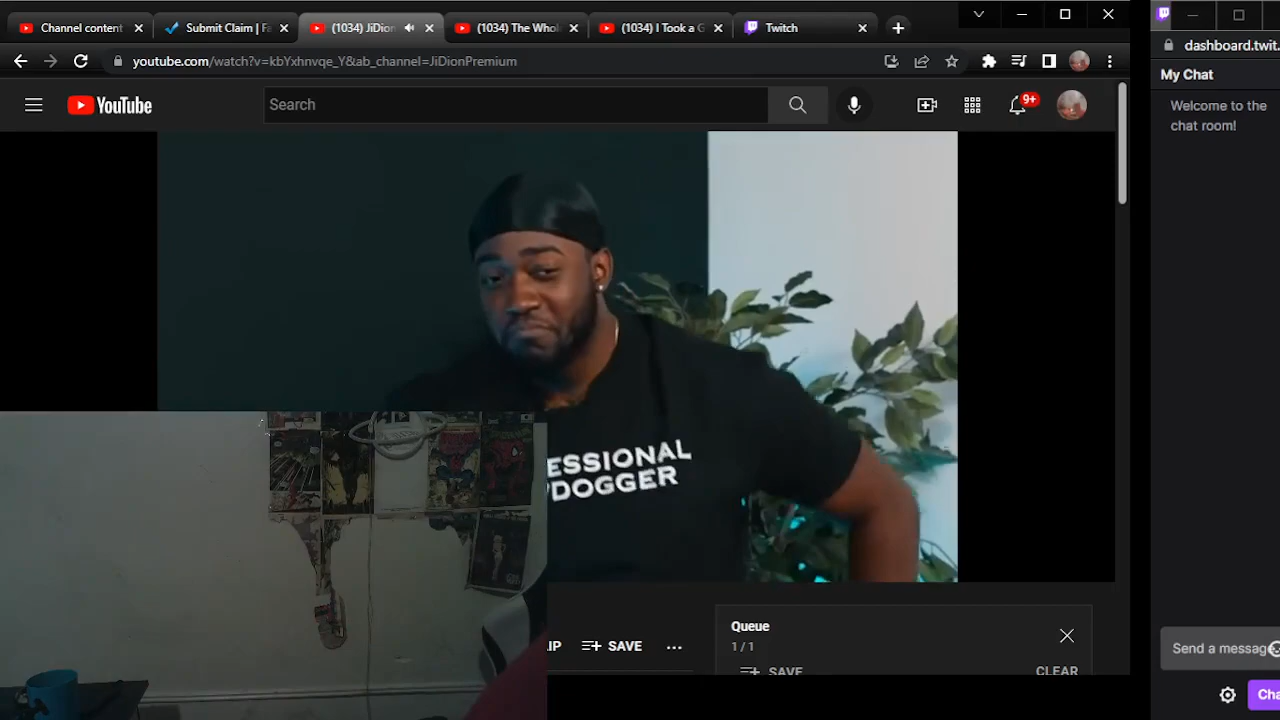 Channel content
Submit Claim | Fa
(1034) JiDion
(1034) The Whol
(1034) I Took a G
Twitch
youtube.com/watch?v=kbYxhnvqe_Y&ab_channel=JiDionPremium
dashboard.twit
YouTube
Search
9+
My Chat
Welcome to the
chat room!
ESSIONAL
DOGGER
IP
SAVE
...
Queue
1 / 1
SAVE
CLEAR
Send a message
Cha